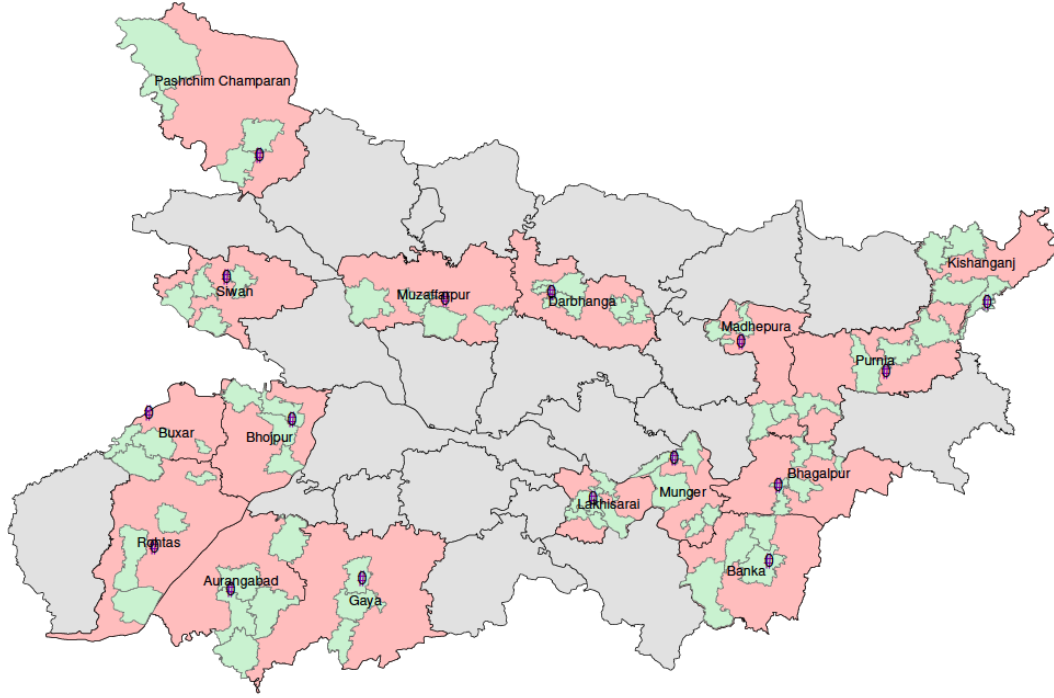 Pashchim Champaran
Kishanganj
Siwan
Muzaffarpur
Darbhanga
Madhepura
Purnia
Buxar
Bhojpur
Bhagalpur
Munger
Lakhisarai
Rohtas
Banka
Aurangabad
Gaya